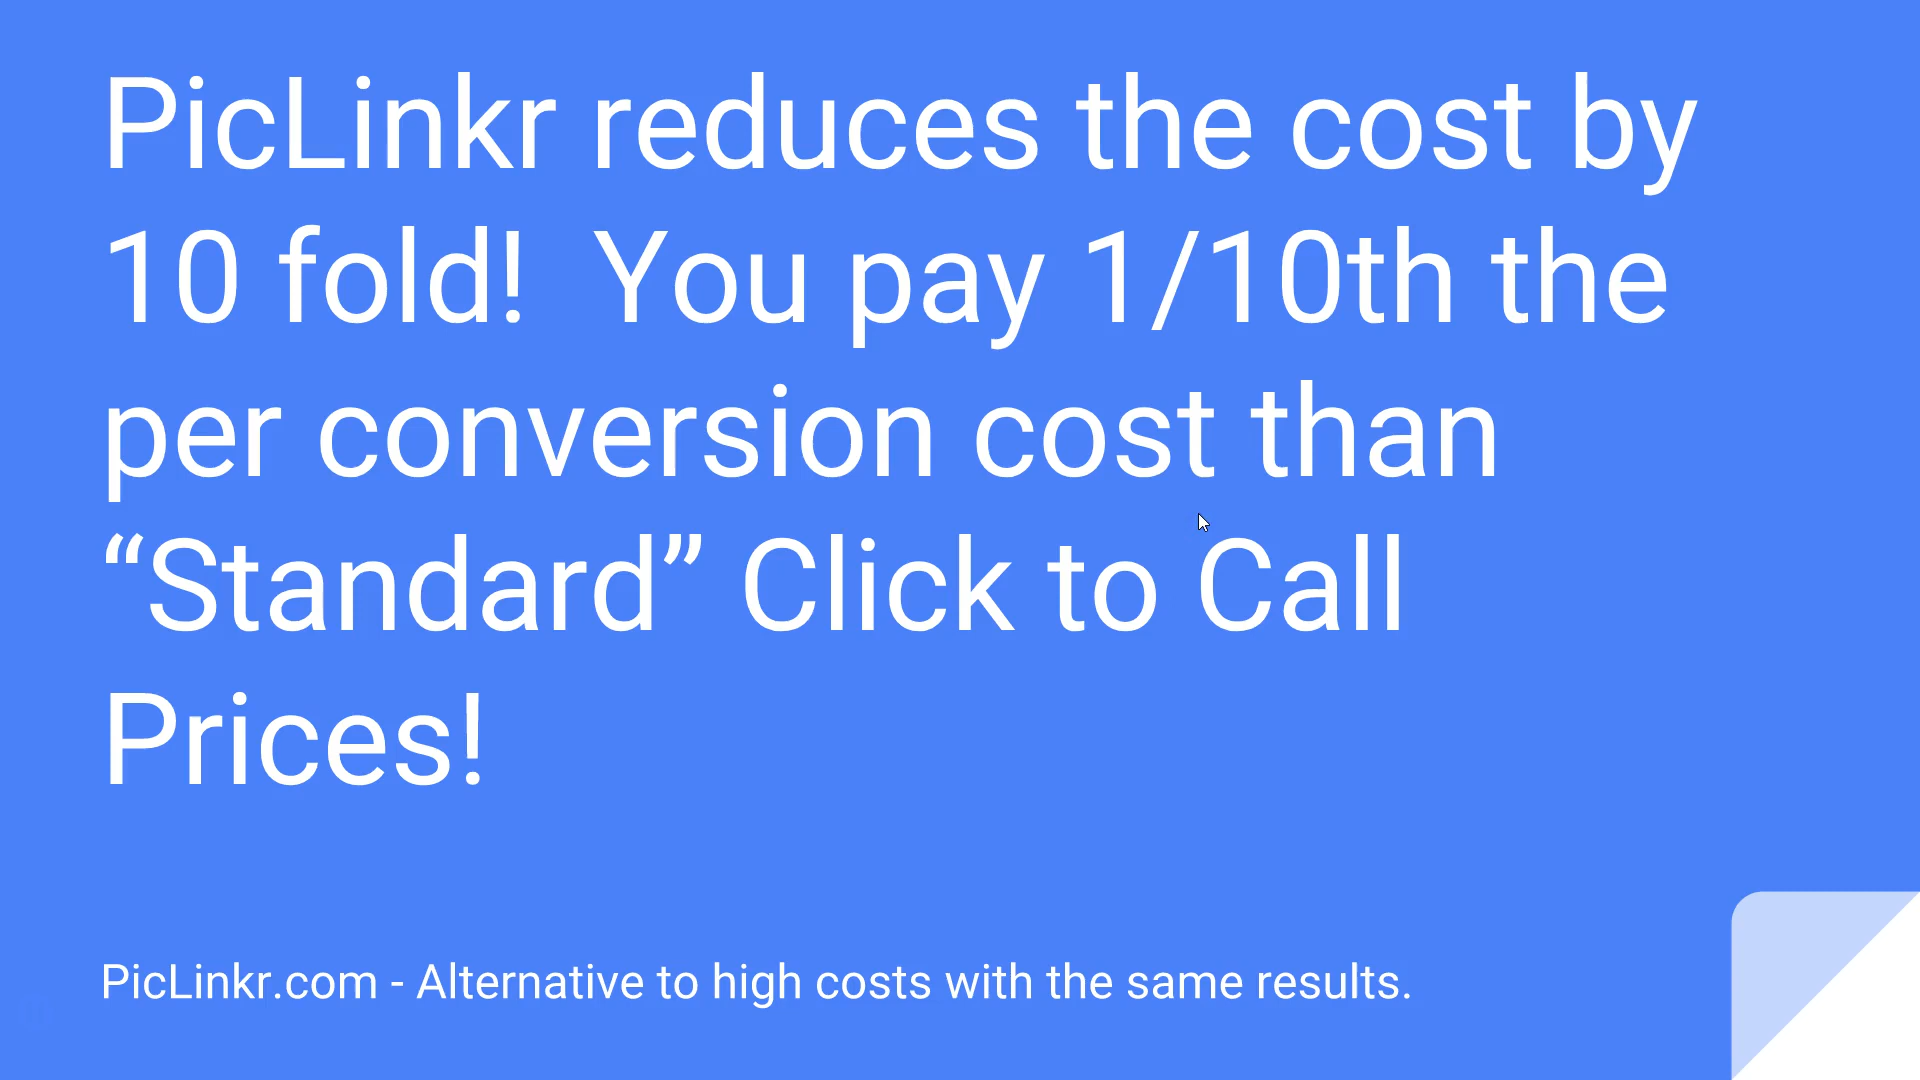 PicLinkr reduces the cost by
10 fold!  You pay 1/10th the
per conversion cost than
“Standard” Click to Call
Prices!
PicLinkr.com - Alternative to high costs with the same results.